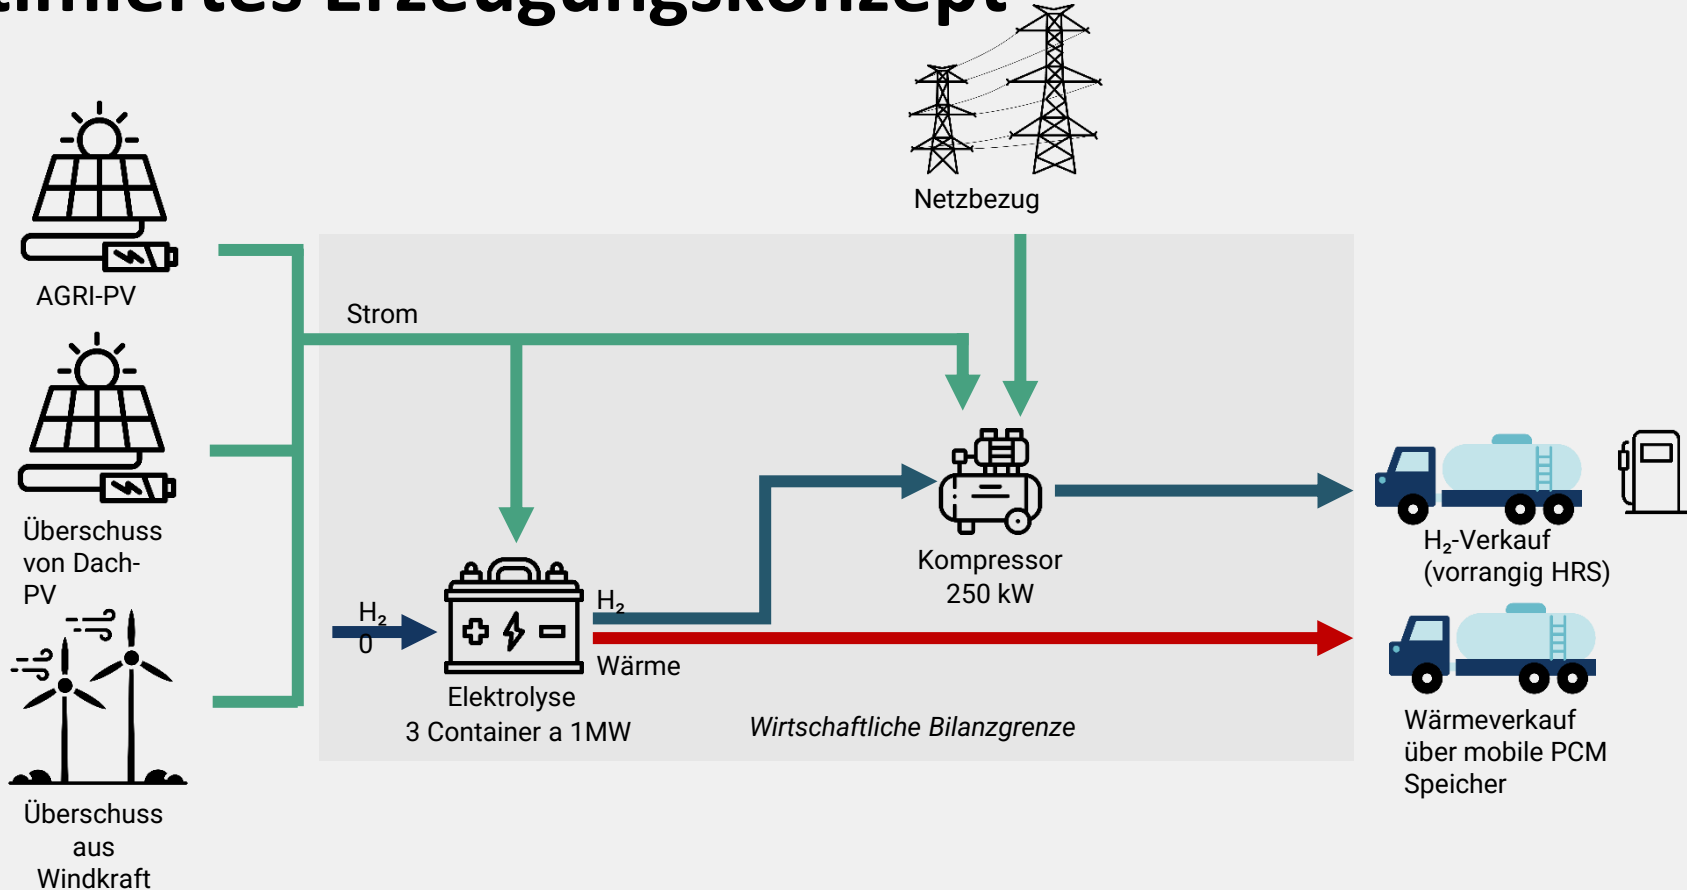 Erzeugungskonzept
Netzbezug
AGRI-PV
Strom
Überschuss
von Dach-
PV
Kompressor
250 kW
H₂-Verkauf
(vorrangig HRS)
H₂
0
H₂
Wärme
Elektrolyse
3 Container a 1MW
Wirtschaftliche Bilanzgrenze
Wärmeverkauf
über mobile PCM
Speicher
Überschuss
aus
Windkraft